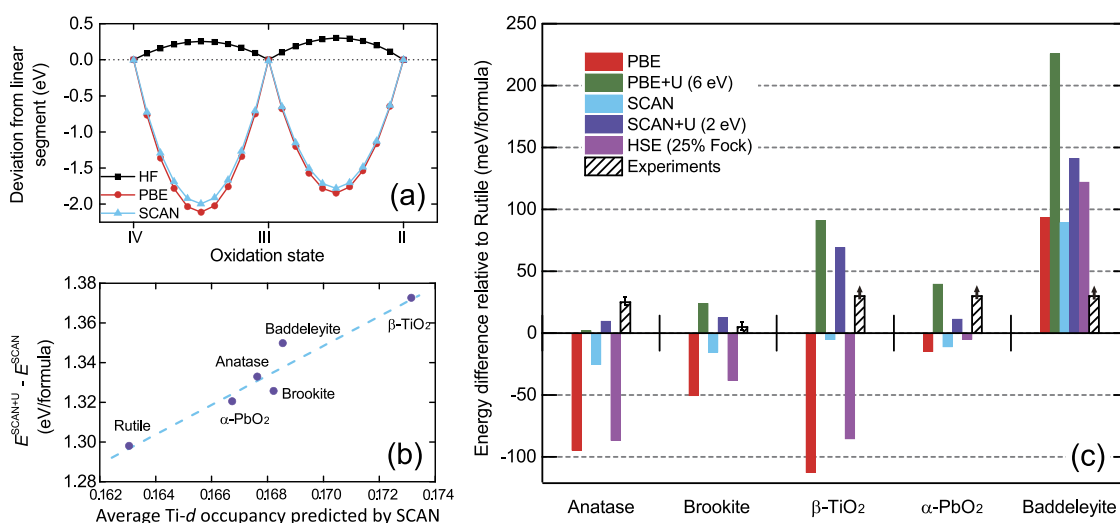 0.5
0.0
-0.5
-1.0
-1.5
-2.0
Deviation from linear
segment (eV)
HF
PBE
SCAN
(a)
IV
III
II
Oxidation state
1.38
1.36
1.34
1.32
1.30
1.28
E^SCAN+U - E^SCAN
(eV/formula)
β-TiO₂
Baddeleyite
Anatase
Brookite
α-PbO₂
Rutile
(b)
0.162
0.164
0.166
0.168
0.170
0.172
0.174
Average Ti-d occupancy predicted by SCAN
250
200
150
100
50
0
-50
-100
Energy difference relative to Rutile (meV/formula)
PBE
PBE+U (6 eV)
SCAN
SCAN+U (2 eV)
HSE (25% Fock)
Experiments
(c)
Anatase
Brookite
β-TiO₂
α-PbO₂
Baddeleyite